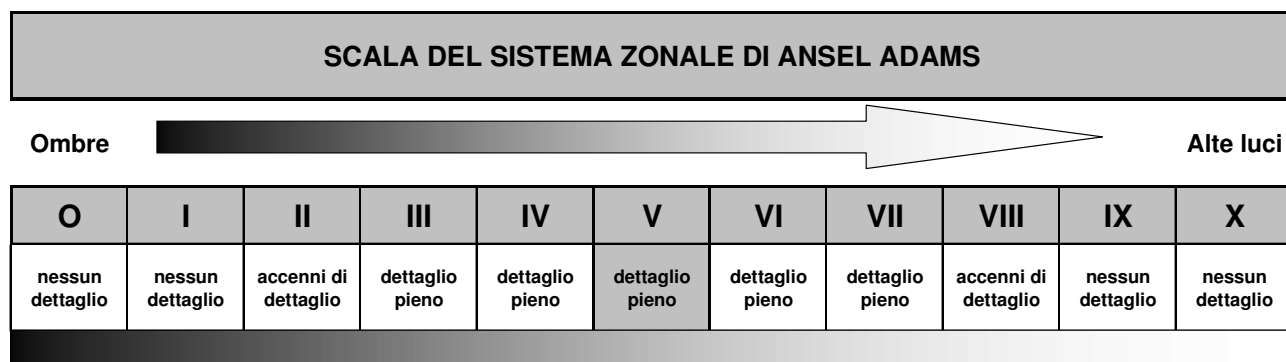 SCALA DEL SISTEMA ZONALE DI ANSEL ADAMS
Ombre Alte luci
O I II III IV V VI VII VIII IX X
nessun dettaglio nessun dettaglio accenni di dettaglio dettaglio pieno dettaglio pieno dettaglio pieno dettaglio pieno dettaglio pieno accenni di dettaglio nessun dettaglio nessun dettaglio